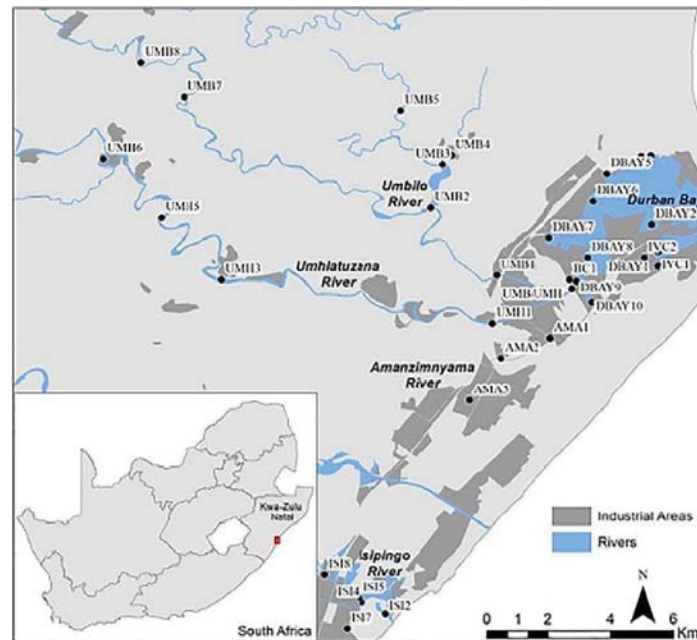 UMB8
UMB7
UMB5
UMH6
UMB4
UMB3
DBAY5
Umbilo
River
UMB2
DBAY6
Durban Bay
DBAY2
UMH5
DBAY7
DBAY8
IVC2
DBAY1
IVC1
UMH3
Umhlatuzana
River
UMB1
BC1
DBAY9
UMB-UMH
DBAY10
UMH1
AMA1
AMA2
Amanzimnyama
River
AMA3
Kwa-Zulu
Natal
South Africa
Industrial Areas
Rivers
sipingo
River
ISI8
ISI5
ISI4
ISI2
ISI7
N
0 1 2 4 6
Km